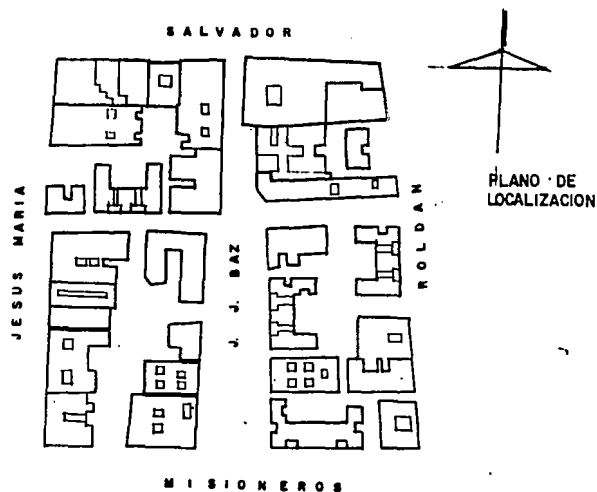 SALVADOR
PLANO DE
LOCALIZACION
JESUS MARIA
J. J. BAZ
ROLDAN
MISIONEROS